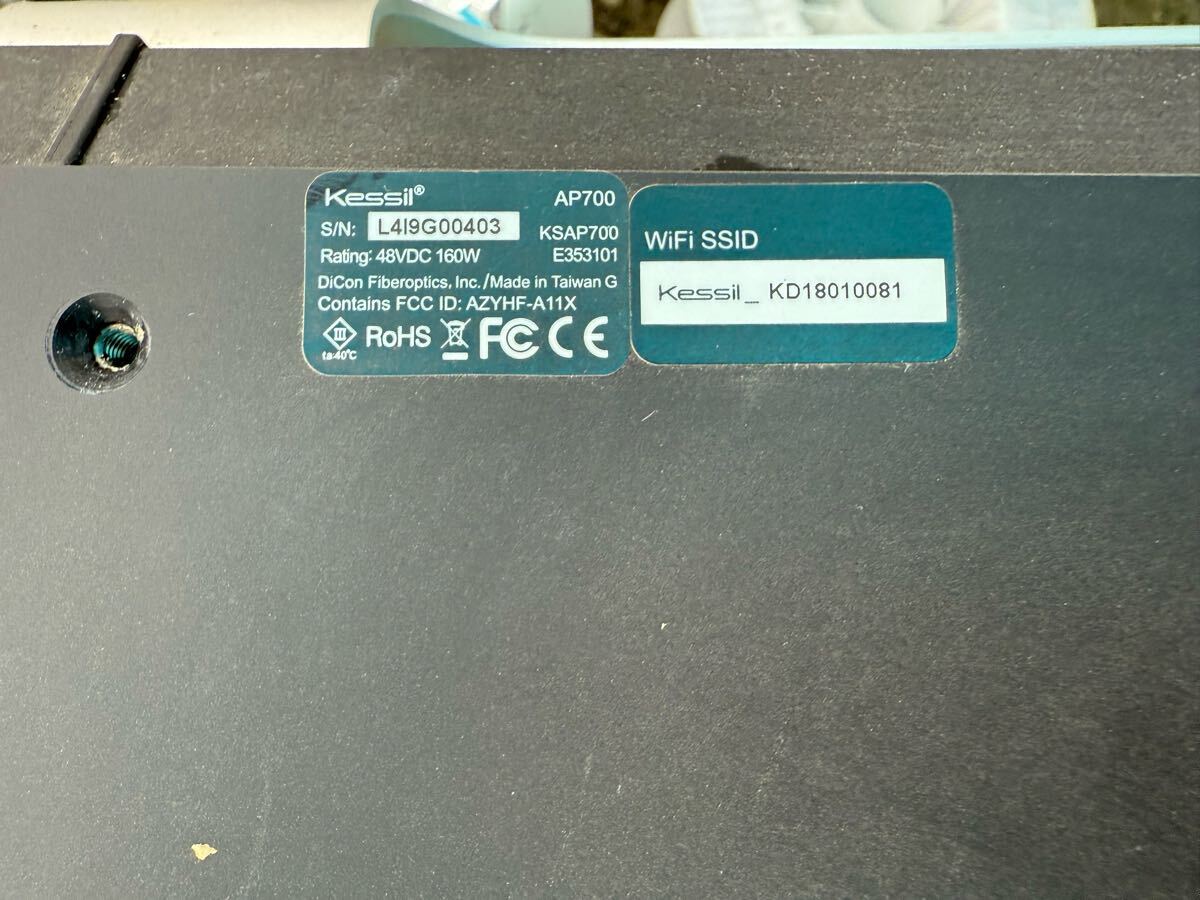 Kessil® AP700
S/N: L4I9G00403 KSAP700
Rating: 48VDC 160W E353101
DiCon Fiberoptics, Inc./Made in Taiwan G
Contains FCC ID: AZYHF-A11X
III RoHS FC CE
ta:40°C
WiFi SSID
Kessil_ KD18010081